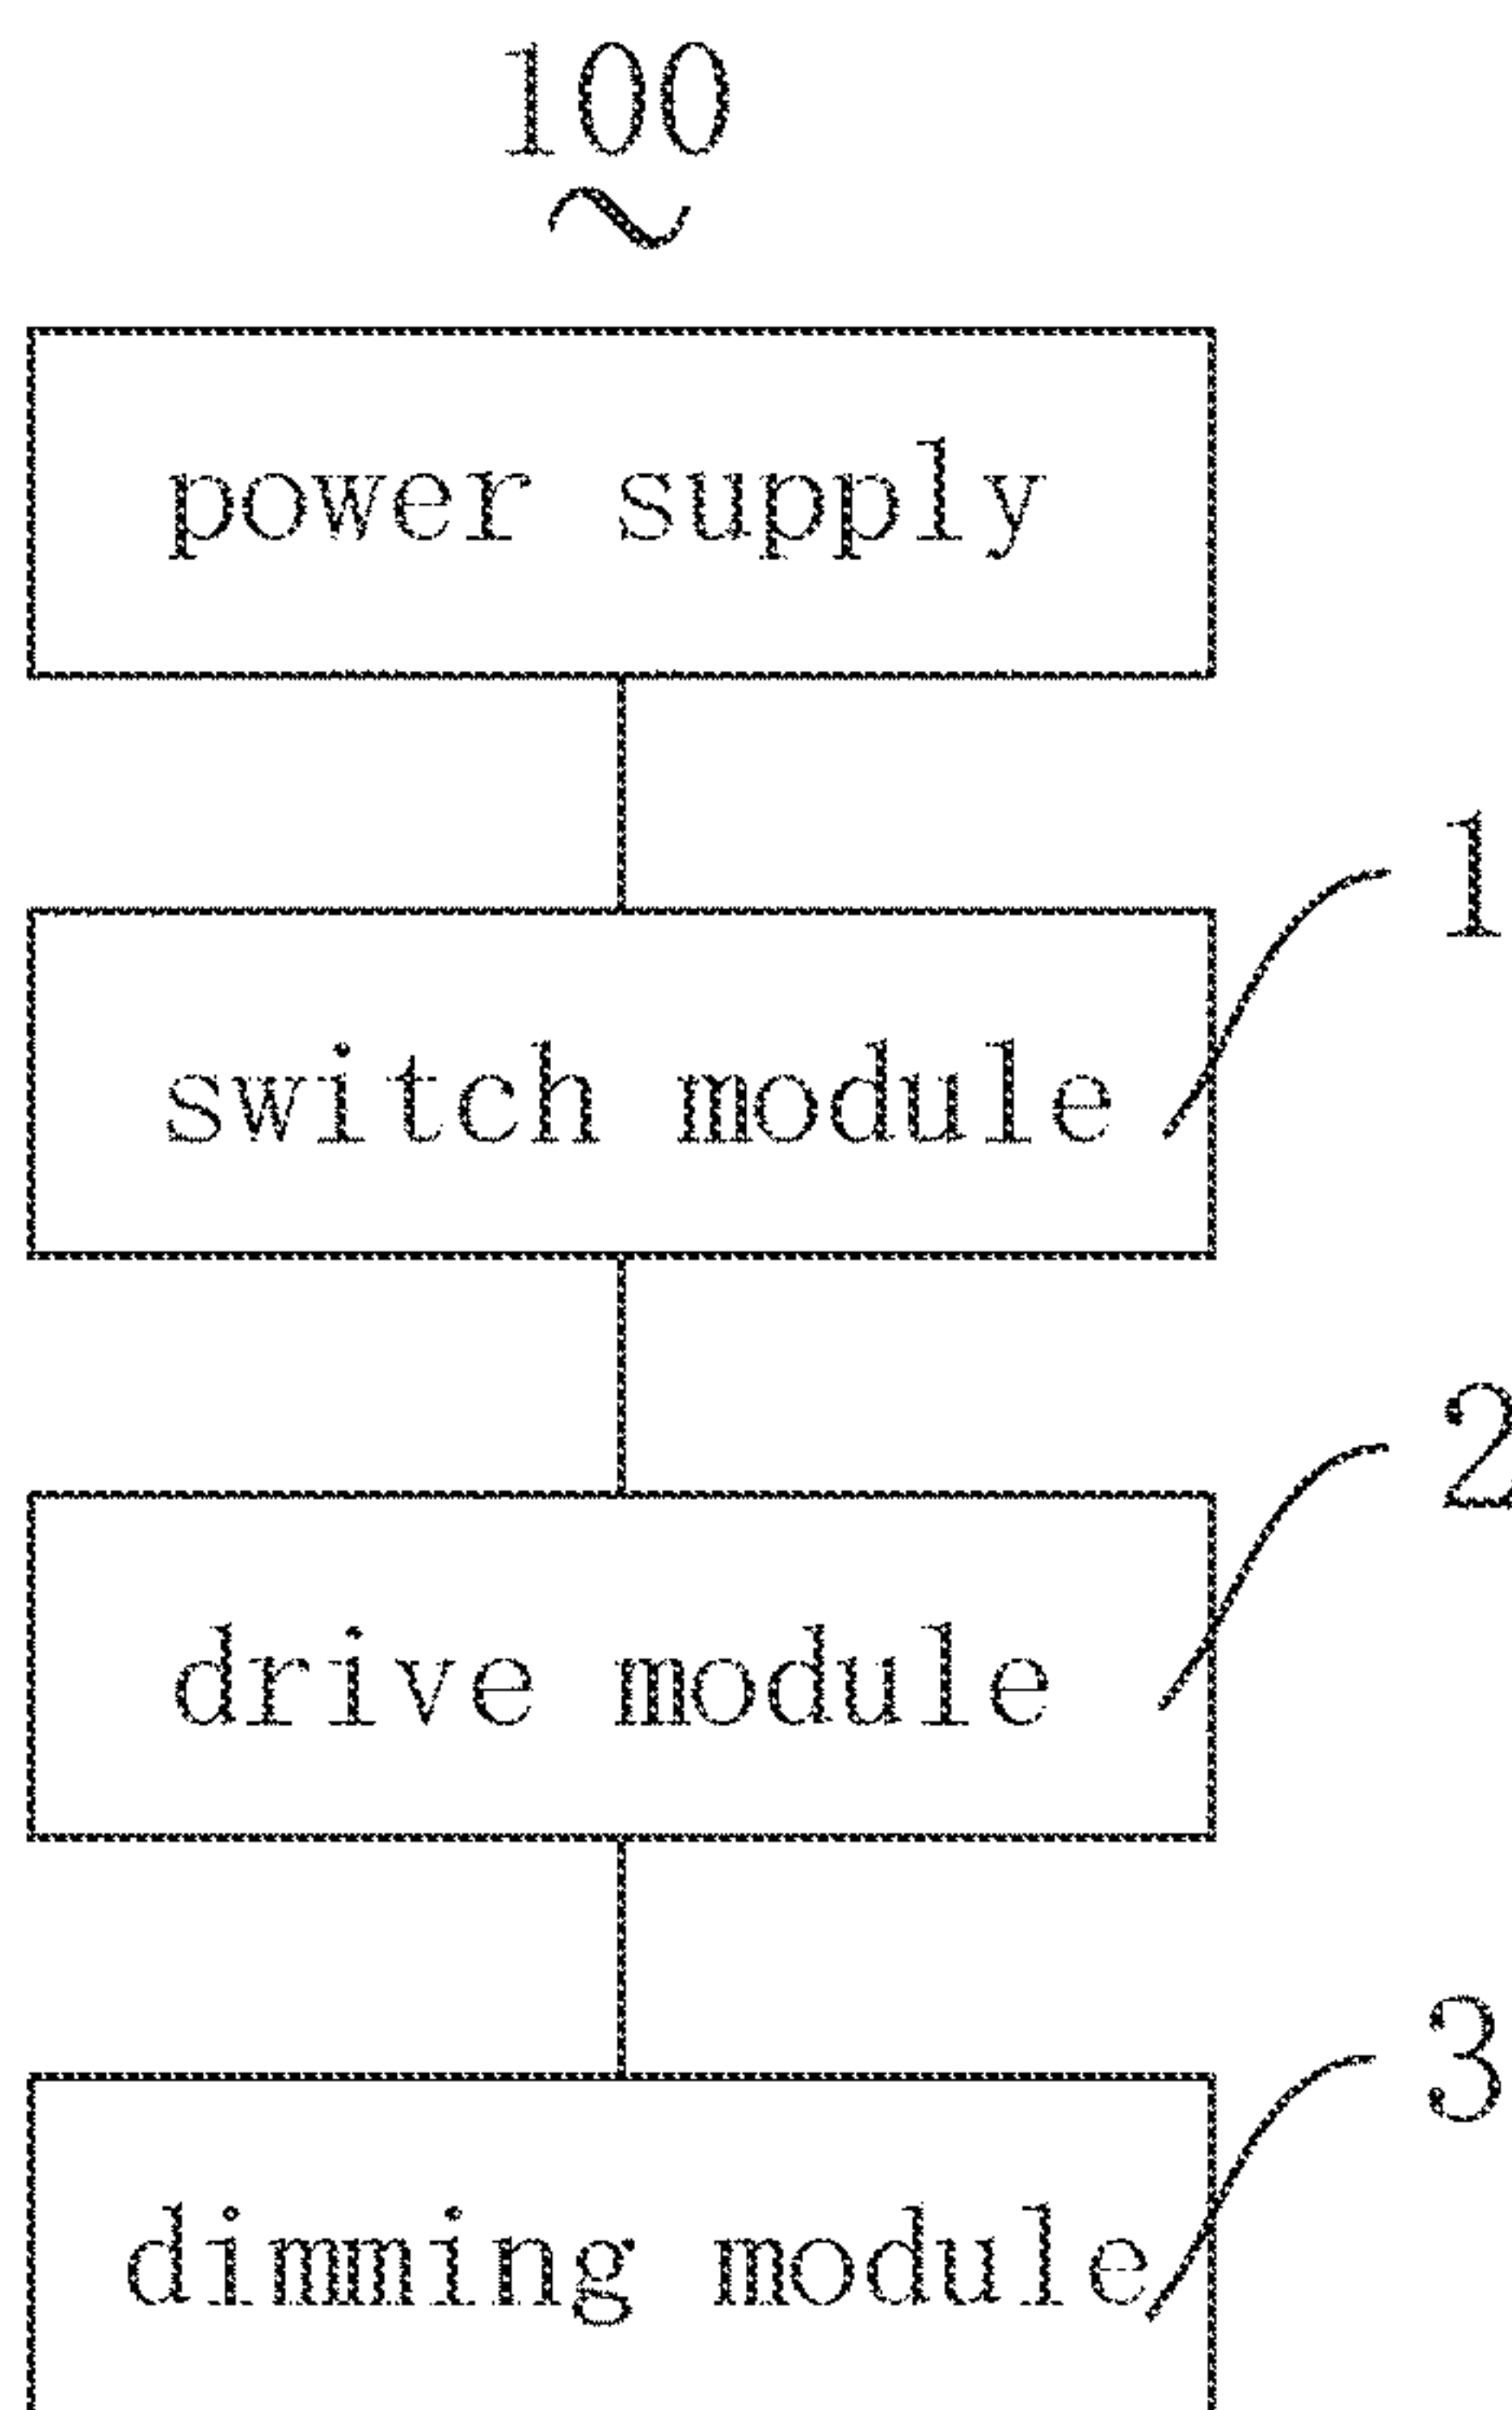 100
power supply
1
switch module
2
drive module
3
dimming module